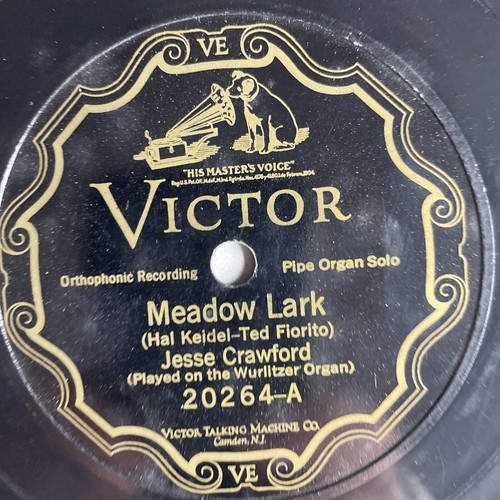 VE
"HIS MASTER'S VOICE"
VICTOR
Orthophonic Recording
Pipe Organ Solo
Meadow Lark
(Hal Keidel-Ted Fiorito)
Jesse Crawford
(Played on the Wurlitzer Organ)
20264-A
VICTOR TALKING MACHINE CO.
Camden, N.J.
VE